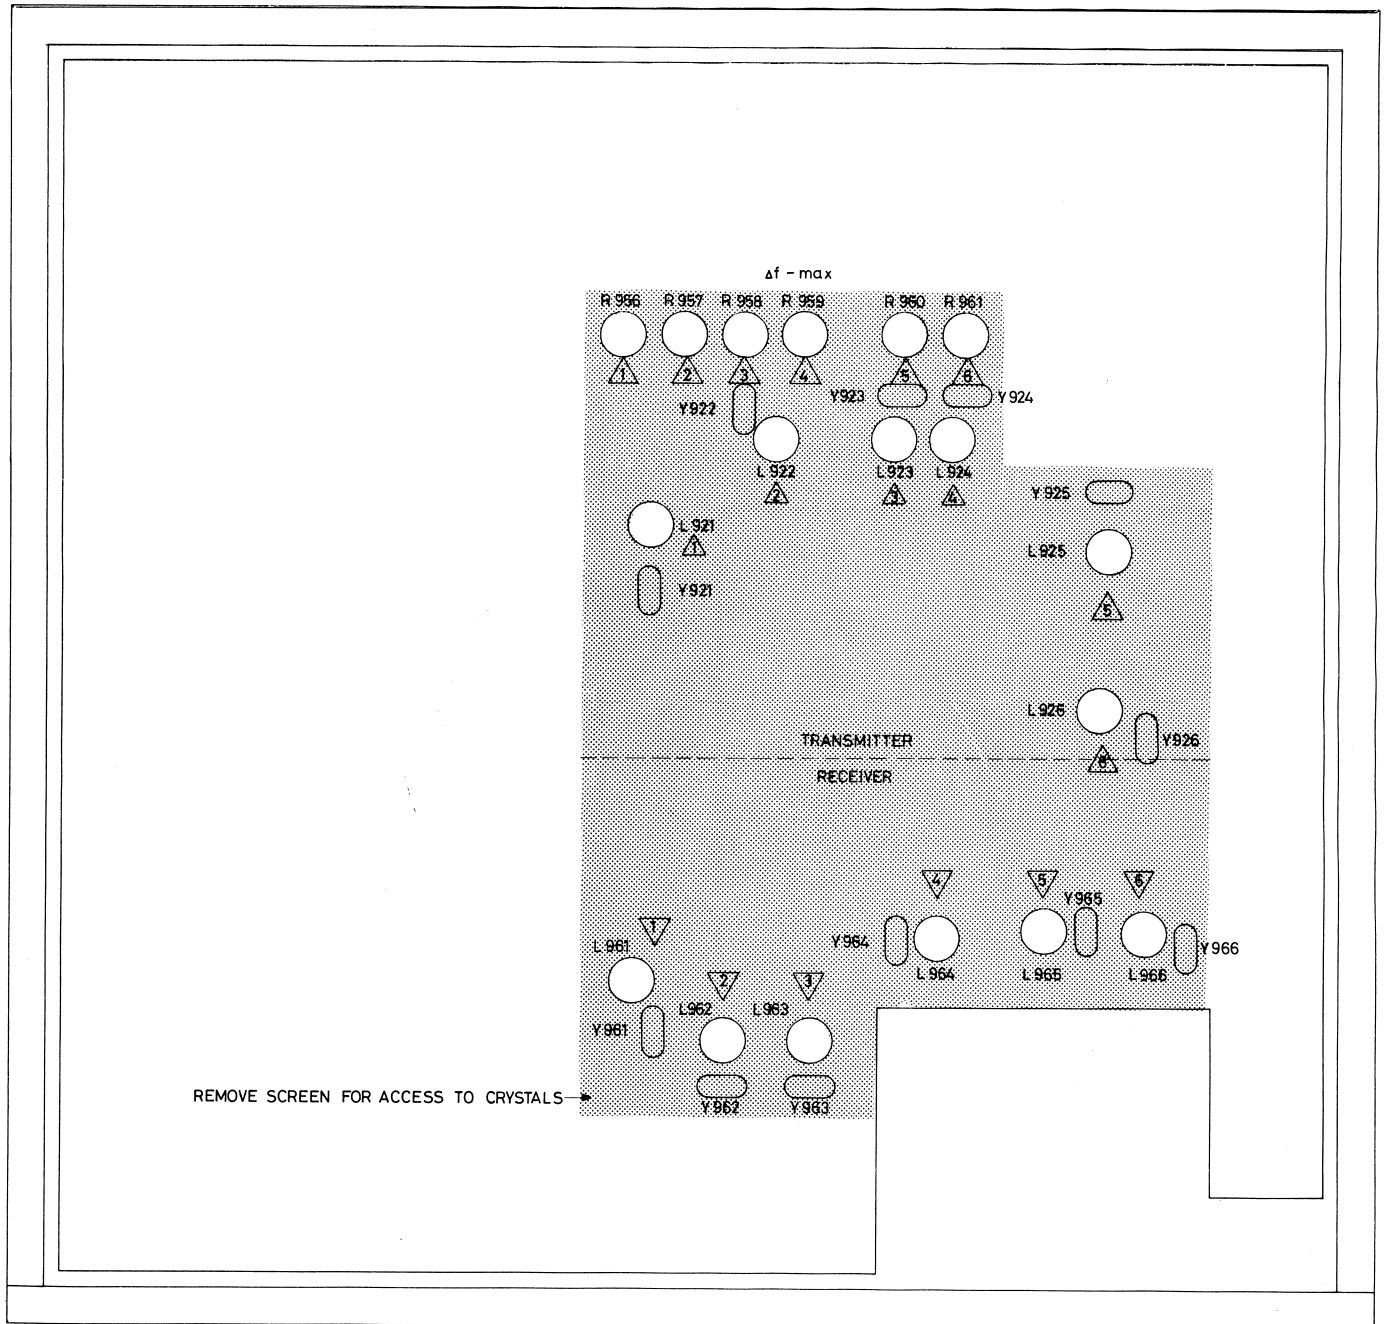 Δf - max
R 956 R 957 R 958 R 959 R 960 R 961
1 2 3 4 5 6
Y922
Y923
Y 924
L 922
L 923
L 924
2 3 4
Y 925
L 921
1
L 925
Y 921
5
L 926
TRANSMITTER
Y926
RECEIVER
4 5 6
Y965
1
L 961
Y 964
Y 966
L 964
L 965
L 966
2 3
L962 L963
Y 961
REMOVE SCREEN FOR ACCESS TO CRYSTALS
Y 962 Y 963